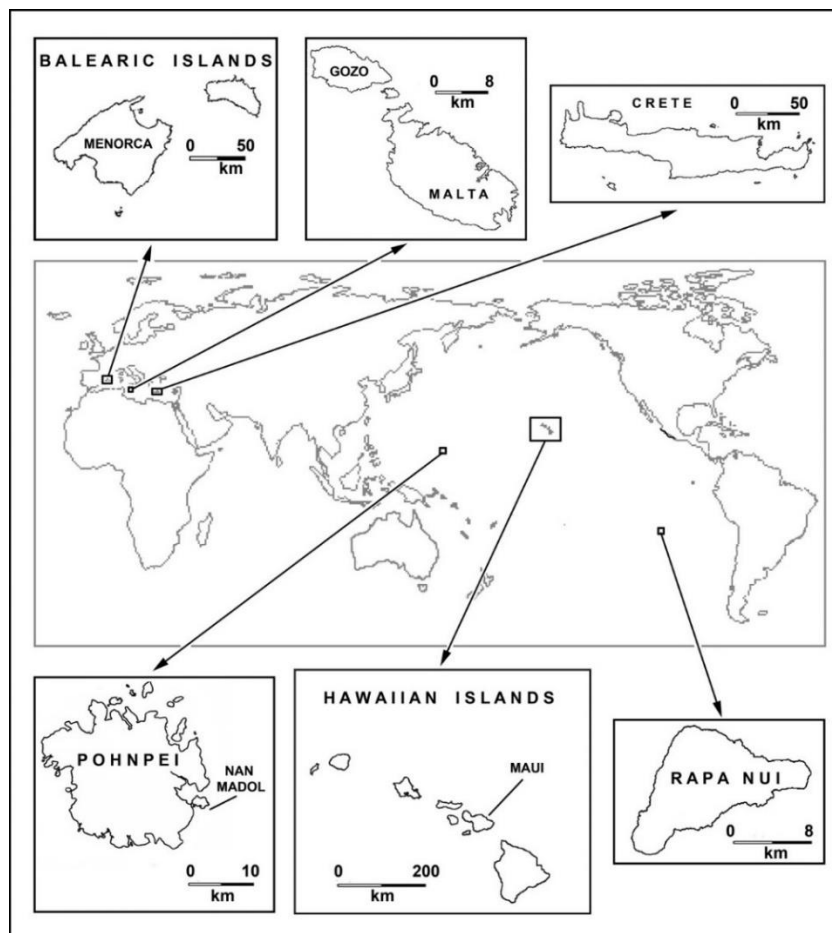 BALEARIC ISLANDS
MENORCA
0 50
km
GOZO
0 8
km
MALTA
CRETE
0 50
km
POHNPEI
NAN
MADOL
0 10
km
HAWAIIAN ISLANDS
MAUI
0 200
km
RAPA NUI
0 8
km